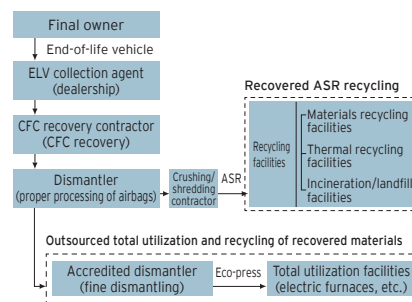 Final owner
End-of-life vehicle
ELV collection agent
(dealership)
Recovered ASR recycling
CFC recovery contractor
(CFC recovery)
Recycling
facilities
Materials recycling
facilities
Thermal recycling
facilities
Incineration/landfill
facilities
Dismantler
(proper processing of airbags)
Crushing/
shredding
contractor
ASR
Outsourced total utilization and recycling of recovered materials
Accredited dismantler
(fine dismantling)
Eco-press
Total utilization facilities
(electric furnaces, etc.)